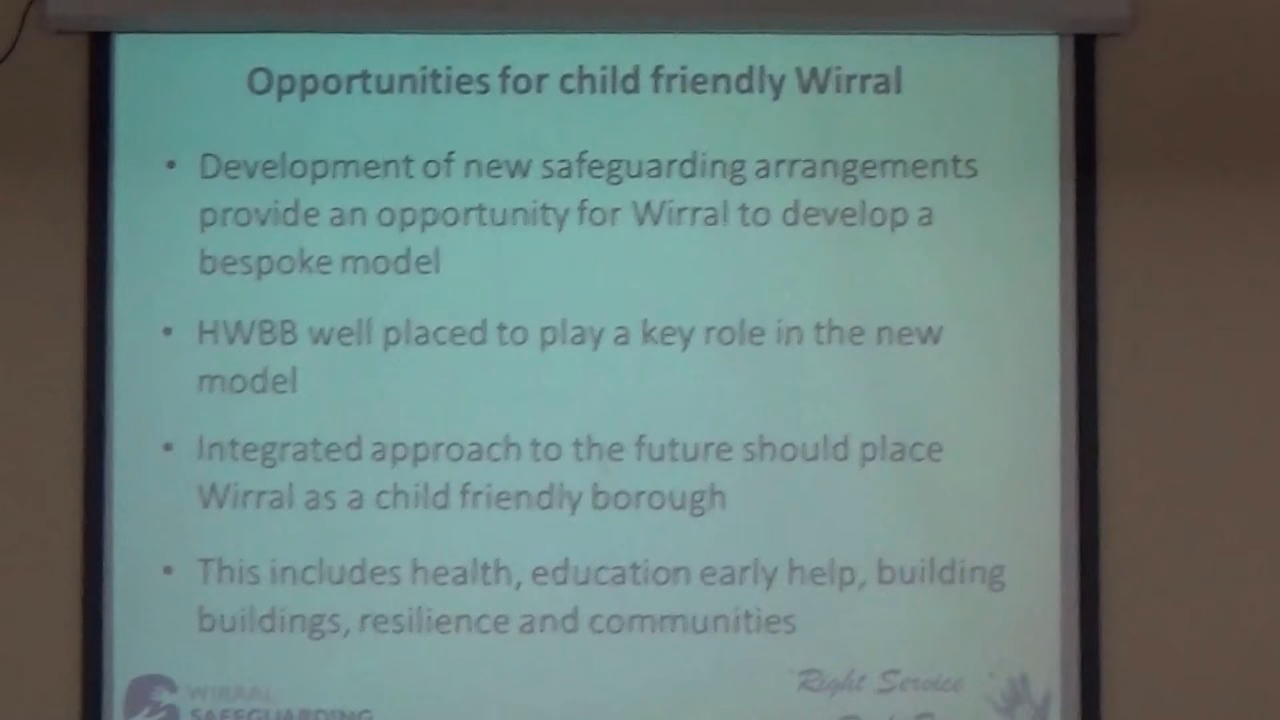 Opportunities for child friendly Wirral
• Development of new safeguarding arrangements
provide an opportunity for Wirral to develop a
bespoke model
• HWBB well placed to play a key role in the new
model
• Integrated approach to the future should place
Wirral as a child friendly borough
• This includes health, education early help, building
buildings, resilience and communities
WIRRAL
SAFEGUARDING
Right Service